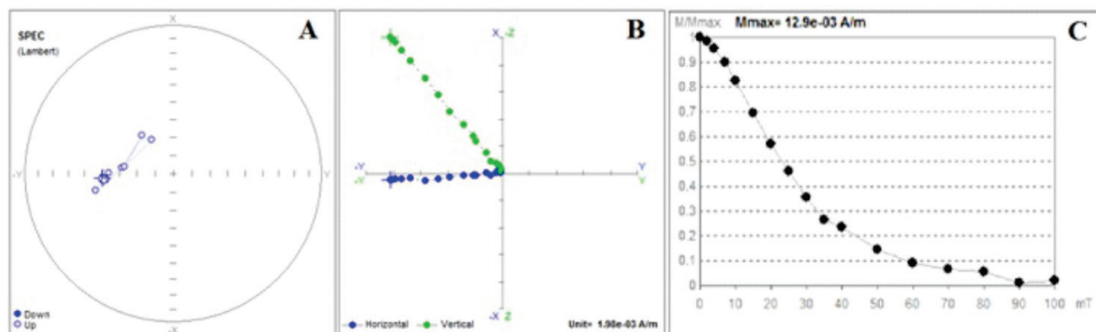 A
SPEC
(Lambert)
X
-Y
Y
-X
Down
Up
B
X
-Z
-Y
-Y
Y
Y
-X
Z
Horizontal
Vertical
Unit= 1.98e-03 A/m
C
M/Mmax
Mmax= 12.9e-03 A/m
1
0.9
0.8
0.7
0.6
0.5
0.4
0.3
0.2
0.1
0
0 10 20 30 40 50 60 70 80 90 100 mT